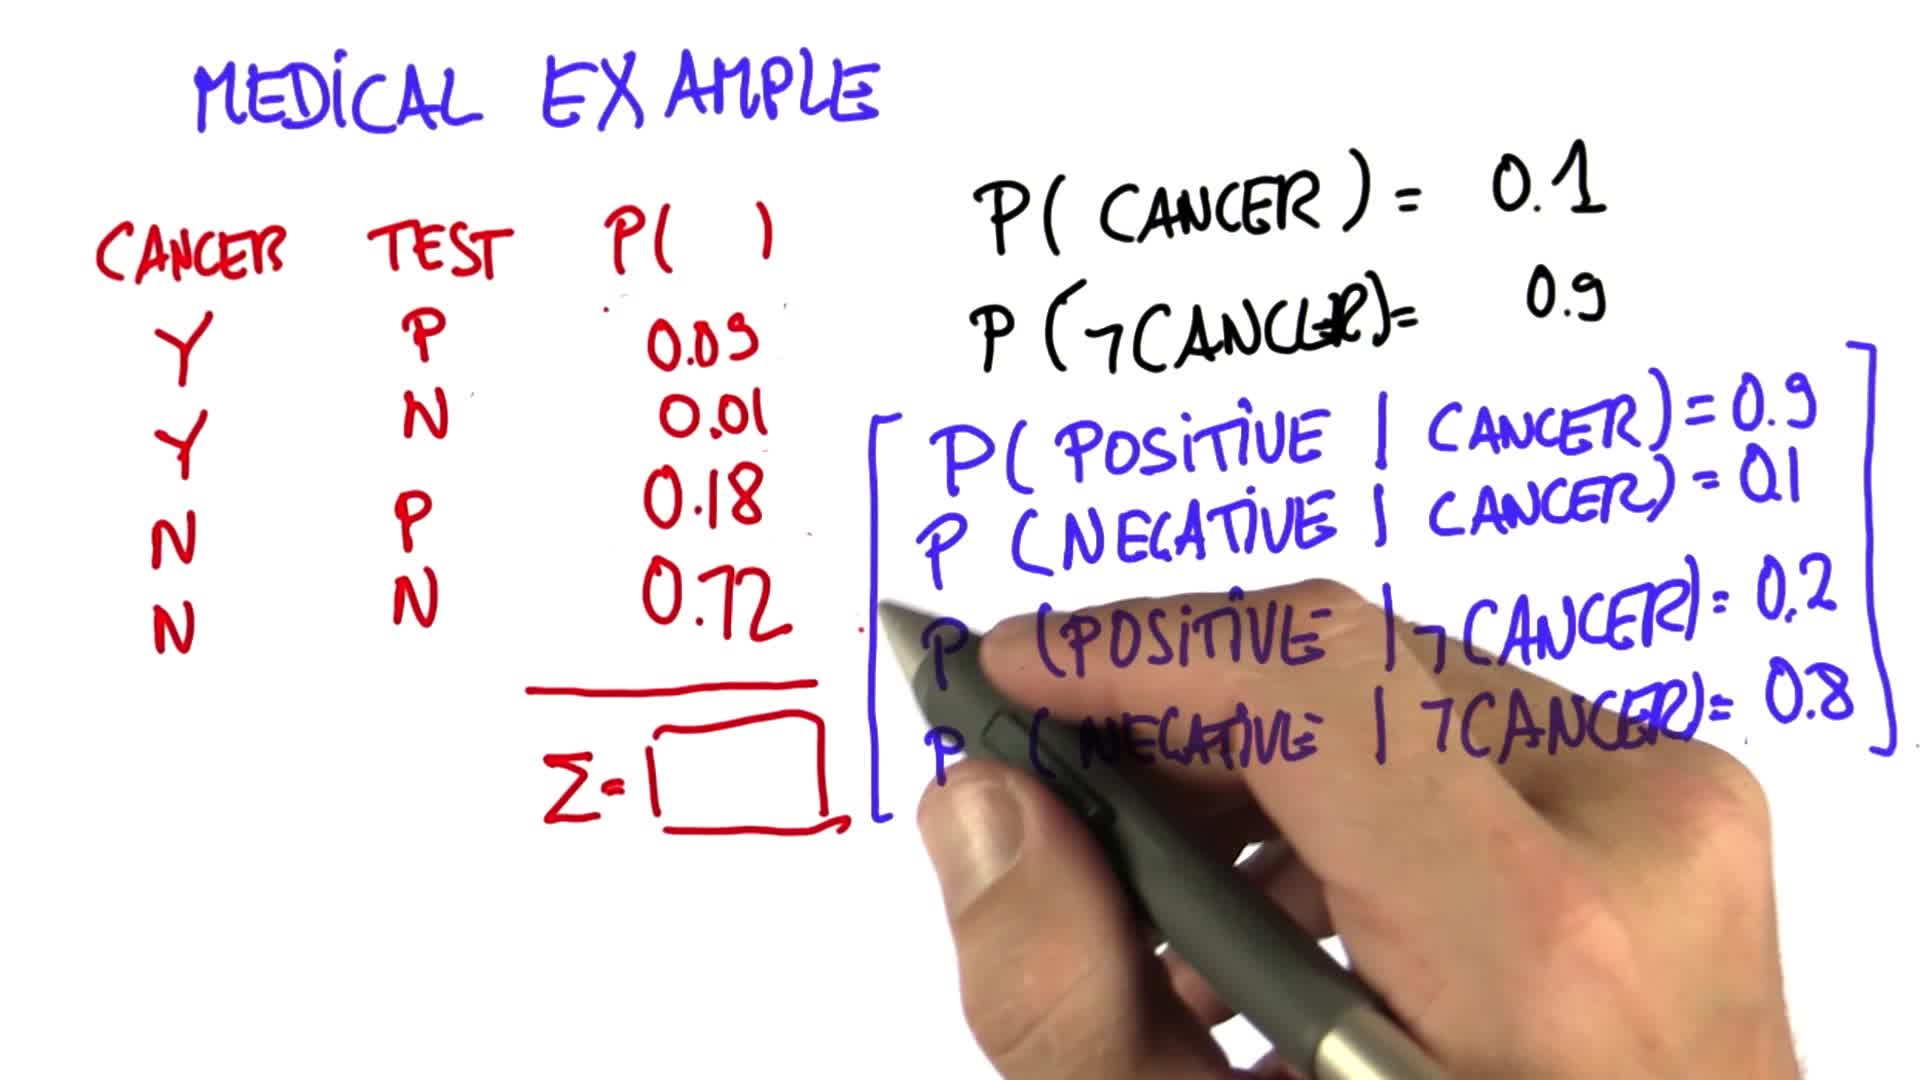 MEDICAL EXAMPLE
CANCER TEST P( )
Y P 0.09
Y N 0.01
N P 0.18
N N 0.72
Σ=
P( CANCER ) = 0.1
P (¬CANCER)= 0.9
P( POSITIVE | CANCER)=0.9
P (NEGATIVE | CANCER) = 0.1
P (POSITIVE |¬CANCER)= 0.2
P (NEGATIVE | ¬CANCER)= 0.8